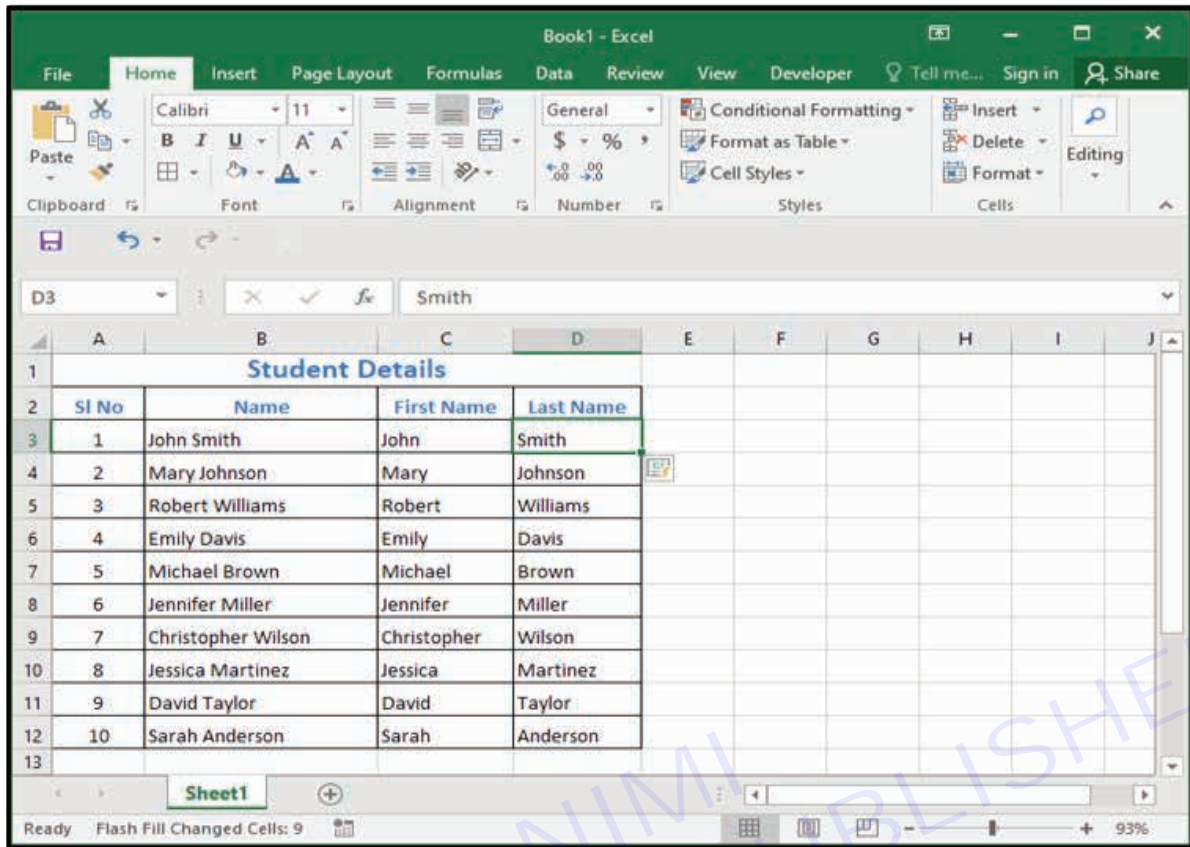 Book1 - Excel
File Home Insert Page Layout Formulas Data Review View Developer Tell me... Sign in Share
Calibri 11 General Conditional Formatting Insert
Paste B I U A A $ % , Format as Table Delete Editing
A .00 .0 .00 Cell Styles Format
Clipboard Font Alignment Number Styles Cells
D3 fx Smith
A B C D E F G H I J
1 Student Details
2 Sl No Name First Name Last Name
3 1 John Smith John Smith
4 2 Mary Johnson Mary Johnson
5 3 Robert Williams Robert Williams
6 4 Emily Davis Emily Davis
7 5 Michael Brown Michael Brown
8 6 Jennifer Miller Jennifer Miller
9 7 Christopher Wilson Christopher Wilson
10 8 Jessica Martinez Jessica Martinez
11 9 David Taylor David Taylor
12 10 Sarah Anderson Sarah Anderson
13
Sheet1
Ready Flash Fill Changed Cells: 9 93%
NIMI